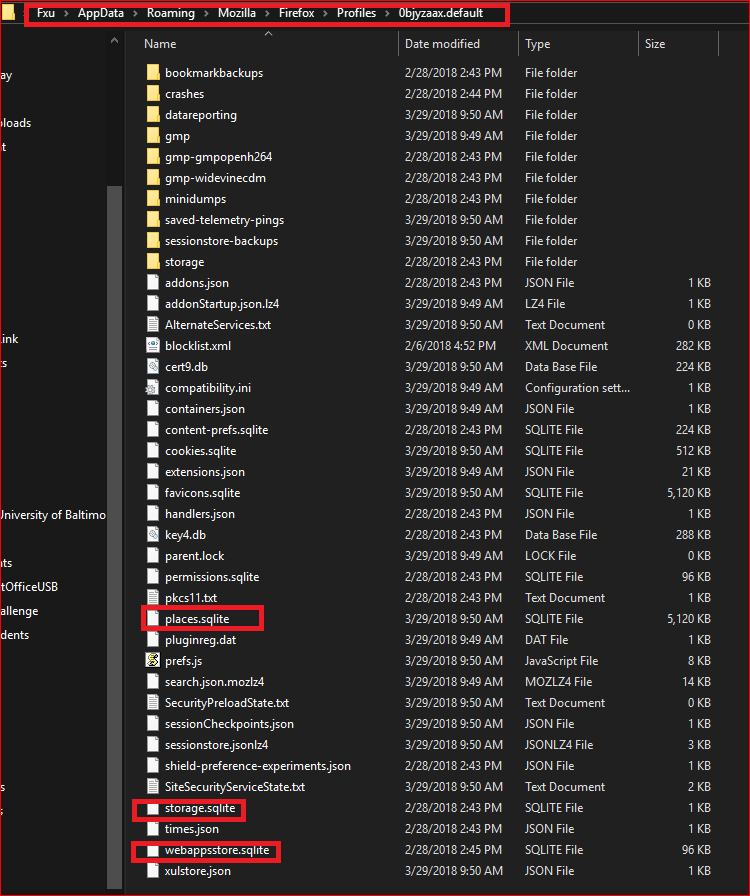 Fxu > AppData > Roaming > Mozilla > Firefox > Profiles > 0bjyzaax.default
Name Date modified Type Size
bookmarkbackups 2/28/2018 2:43 PM File folder
ay
crashes 2/28/2018 2:44 PM File folder
datareporting 3/29/2018 9:50 AM File folder
loads
gmp 3/29/2018 9:49 AM File folder
t
gmp-gmpopenh264 2/28/2018 2:43 PM File folder
gmp-widevinecdm 2/28/2018 2:43 PM File folder
minidumps 2/28/2018 2:43 PM File folder
saved-telemetry-pings 3/29/2018 9:50 AM File folder
sessionstore-backups 3/29/2018 9:50 AM File folder
storage 2/28/2018 2:43 PM File folder
addons.json 2/28/2018 2:43 PM JSON File 1 KB
addonStartup.json.lz4 3/29/2018 9:49 AM LZ4 File 1 KB
AlternateServices.txt 2/28/2018 2:43 PM Text Document 0 KB
ink
blocklist.xml 2/6/2018 4:52 PM XML Document 282 KB
ts
cert9.db 3/29/2018 9:50 AM Data Base File 224 KB
compatibility.ini 3/29/2018 9:49 AM Configuration sett... 1 KB
containers.json 3/29/2018 9:49 AM JSON File 1 KB
content-prefs.sqlite 2/28/2018 2:43 PM SQLITE File 224 KB
cookies.sqlite 3/29/2018 9:50 AM SQLITE File 512 KB
extensions.json 3/29/2018 9:49 AM JSON File 21 KB
favicons.sqlite 3/29/2018 9:50 AM SQLITE File 5,120 KB
handlers.json 2/28/2018 2:43 PM JSON File 1 KB
University of Baltimo
key4.db 2/28/2018 2:43 PM Data Base File 288 KB
parent.lock 3/29/2018 9:49 AM LOCK File 0 KB
nts
permissions.sqlite 2/28/2018 2:43 PM SQLITE File 96 KB
tOfficeUSB
pkcs11.txt 2/28/2018 2:43 PM Text Document 1 KB
allenge
places.sqlite 3/29/2018 9:50 AM SQLITE File 5,120 KB
dents
pluginreg.dat 3/29/2018 9:49 AM DAT File 1 KB
prefs.js 3/29/2018 9:50 AM JavaScript File 8 KB
search.json.mozlz4 3/29/2018 9:49 AM MOZLZ4 File 14 KB
SecurityPreloadState.txt 3/29/2018 9:50 AM Text Document 0 KB
sessionCheckpoints.json 3/29/2018 9:50 AM JSON File 1 KB
sessionstore.jsonlz4 3/29/2018 9:50 AM JSONLZ4 File 3 KB
shield-preference-experiments.json 2/28/2018 2:43 PM JSON File 1 KB
SiteSecurityServiceState.txt 3/29/2018 9:50 AM Text Document 2 KB
s
storage.sqlite 2/28/2018 2:43 PM SQLITE File 1 KB
times.json 2/28/2018 2:43 PM JSON File 1 KB
webappsstore.sqlite 2/28/2018 2:45 PM SQLITE File 96 KB
xulstore.json 3/29/2018 9:50 AM JSON File 1 KB